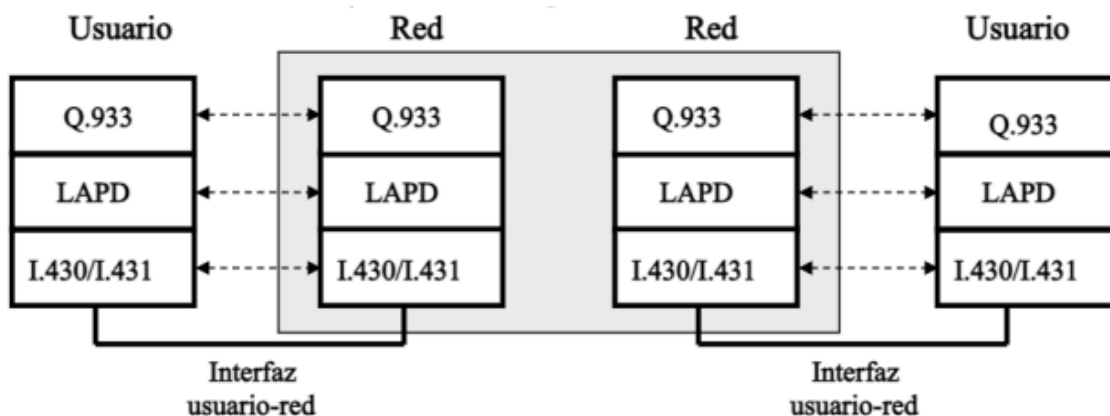 Usuario Red Red Usuario
Q.933 Q.933 Q.933 Q.933
LAPD LAPD LAPD LAPD
I.430/I.431 I.430/I.431 I.430/I.431 I.430/I.431
Interfaz Interfaz
usuario-red usuario-red